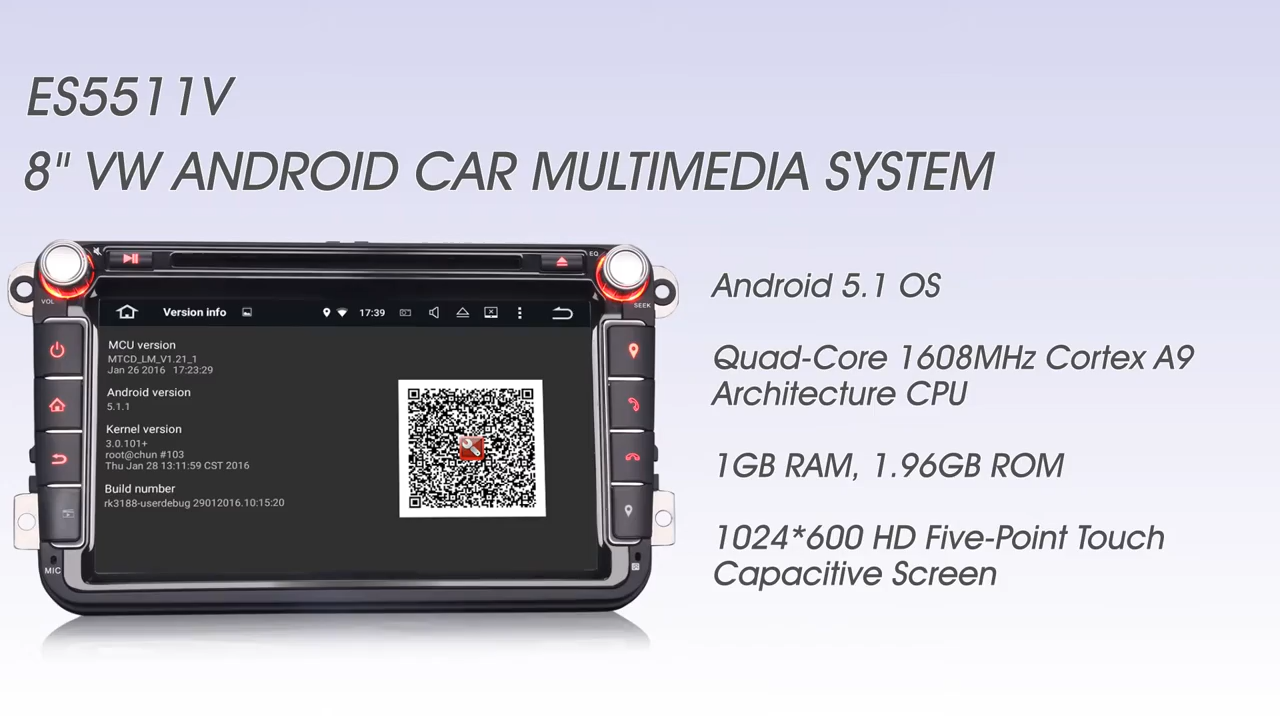 ES5511V
8" VW ANDROID CAR MULTIMEDIA SYSTEM
EQ
VOL
SEEK
Version info
17:39
MCU version
MTCD_LM_V1.21_1
Jan 26 2016 17:23:29
Android version
5.1.1
Kernel version
3.0.101+
root@chun #103
Thu Jan 28 13:11:59 CST 2016
Build number
rk3188-userdebug 29012016.10:15:20
MIC
Android 5.1 OS
Quad-Core 1608MHz Cortex A9
Architecture CPU
1GB RAM, 1.96GB ROM
1024*600 HD Five-Point Touch
Capacitive Screen